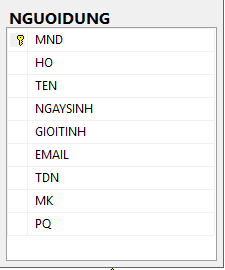 NGUOIDUNG
MND
HO
TEN
NGAYSINH
GIOITINH
EMAIL
TDN
MK
PQ